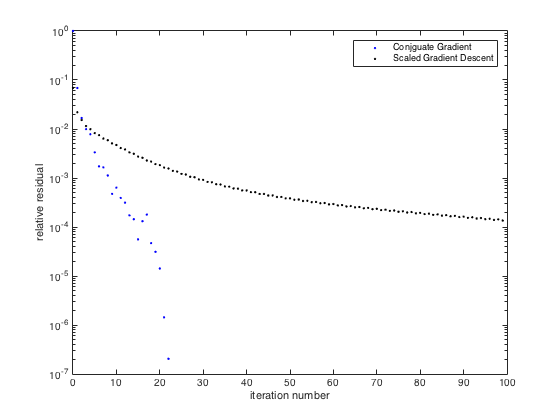 10^0
10^-1
10^-2
10^-3
10^-4
10^-5
10^-6
10^-7
relative residual
Conjguate Gradient
Scaled Gradient Descent
0 10 20 30 40 50 60 70 80 90 100
iteration number